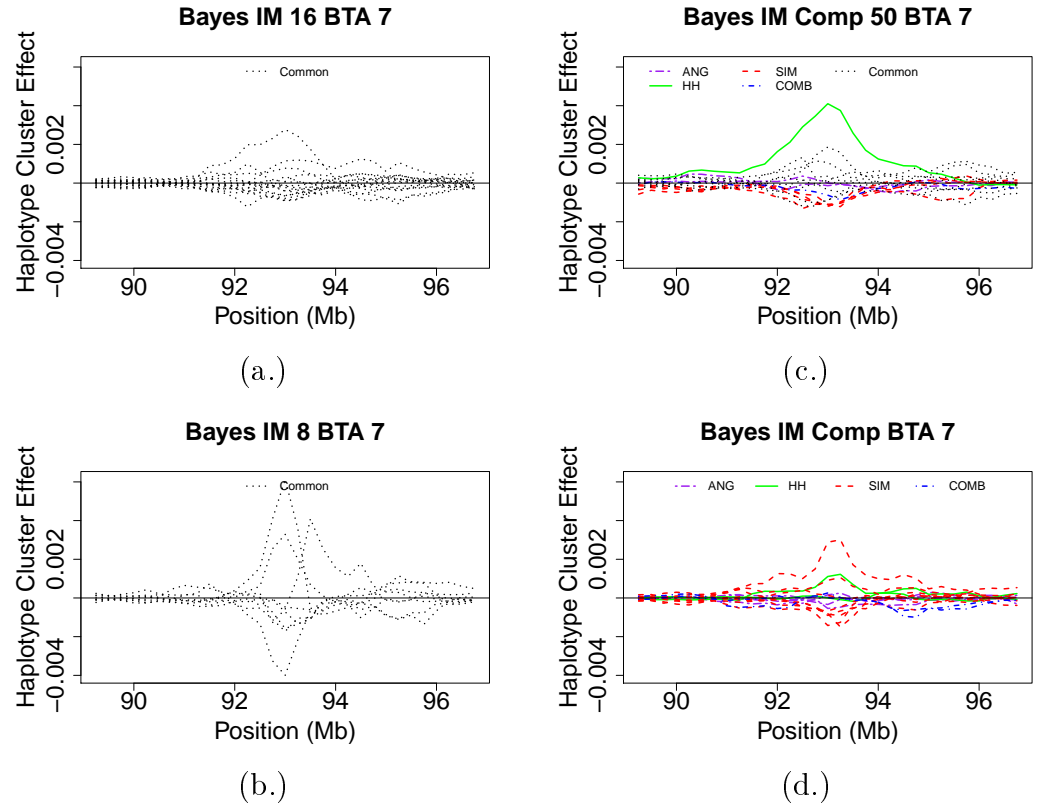 Bayes IM 16 BTA 7
Haplotype Cluster Effect
−0.004
0.002
Common
90
92
94
96
Position (Mb)
(a.)
Bayes IM Comp 50 BTA 7
Haplotype Cluster Effect
−0.004
0.002
ANG
SIM
Common
HH
COMB
90
92
94
96
Position (Mb)
(c.)
Bayes IM 8 BTA 7
Haplotype Cluster Effect
−0.004
0.002
Common
90
92
94
96
Position (Mb)
(b.)
Bayes IM Comp BTA 7
Haplotype Cluster Effect
−0.004
0.002
ANG
HH
SIM
COMB
90
92
94
96
Position (Mb)
(d.)